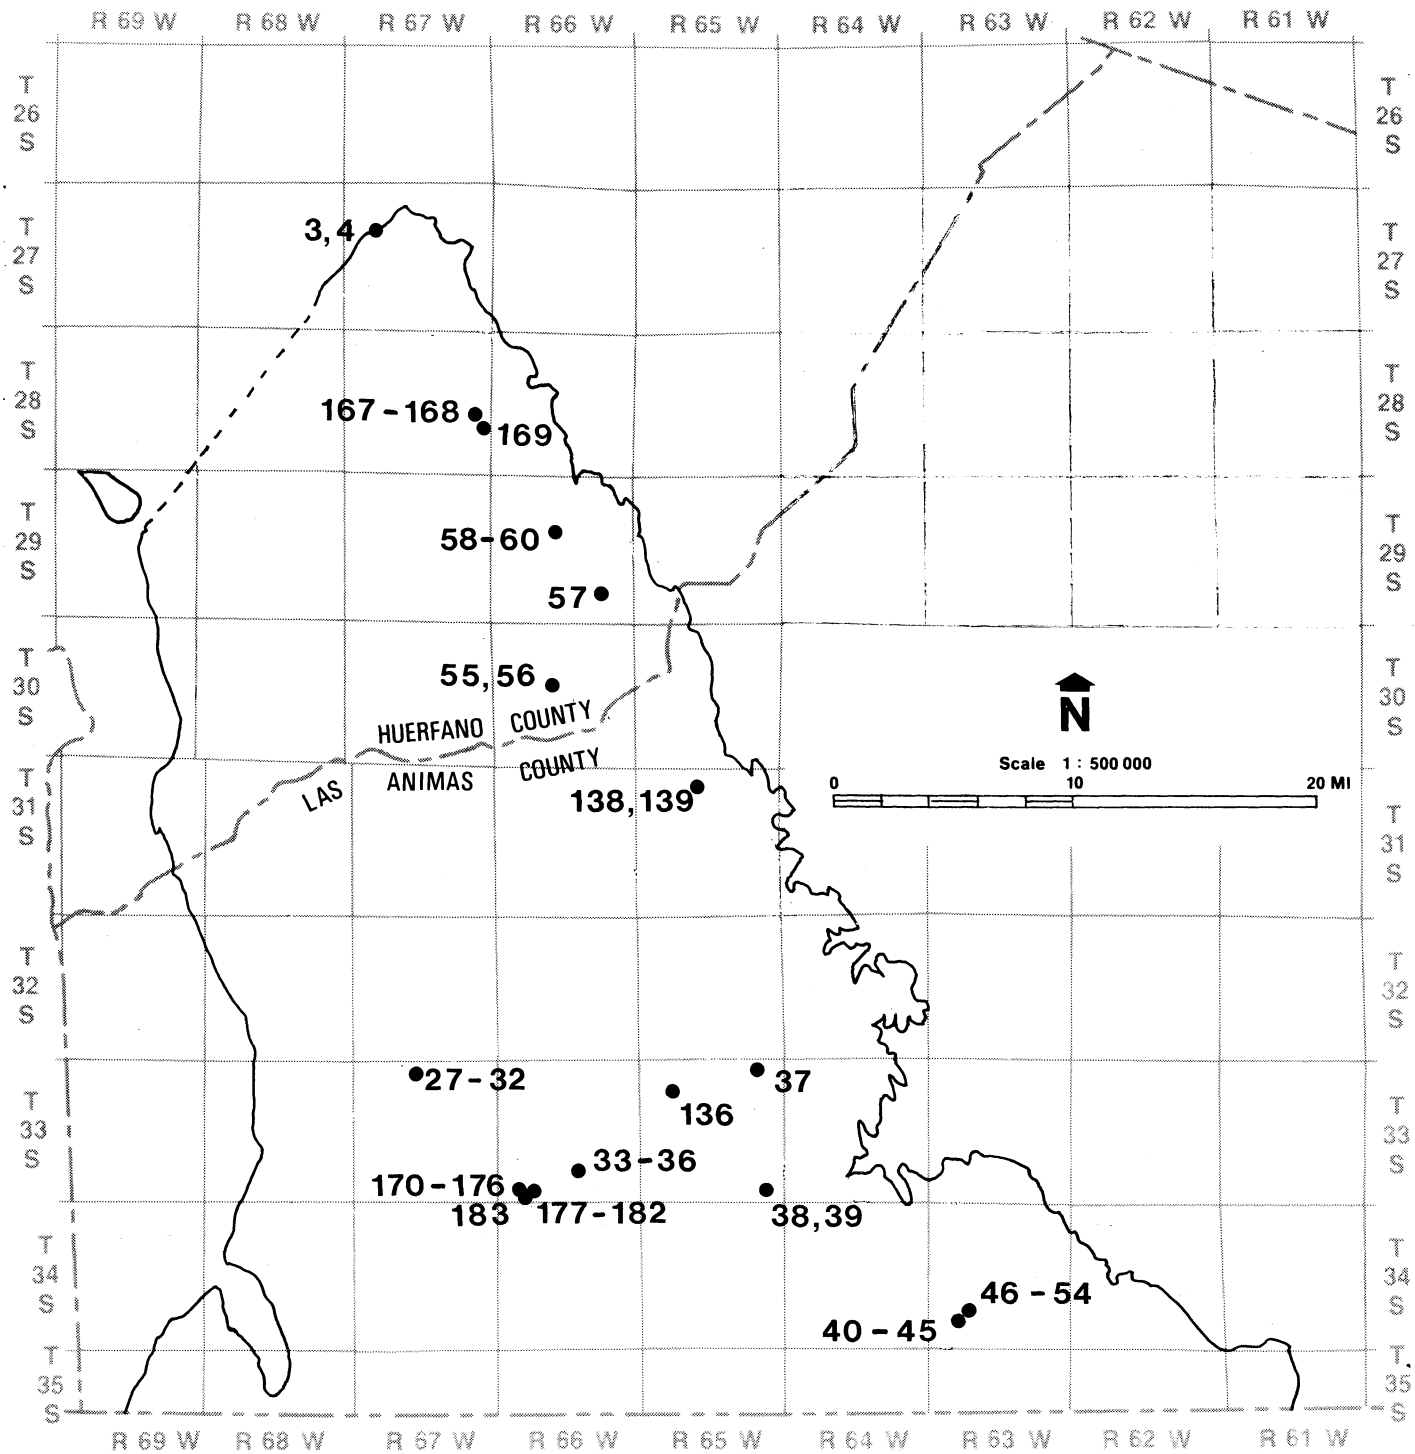 R 69 W R 68 W R 67 W R 66 W R 65 W R 64 W R 63 W R 62 W R 61 W
T
26
S
T
26
S
T
27
S
T
27
S
3,4
T
28
S
T
28
S
167-168
169
T
29
S
T
29
S
58-60
57
T
30
S
T
30
S
55,56
HUERFANO COUNTY
LAS ANIMAS COUNTY
N
Scale 1 : 500 000
0 10 20 MI
T
31
S
T
31
S
138,139
T
32
S
T
32
S
27-32
37
136
T
33
S
T
33
S
33-36
170-176
183
177-182
38,39
T
34
S
T
34
S
46-54
40-45
T
35
S
T
35
S
R 69 W R 68 W R 67 W R 66 W R 65 W R 64 W R 63 W R 62 W R 61 W